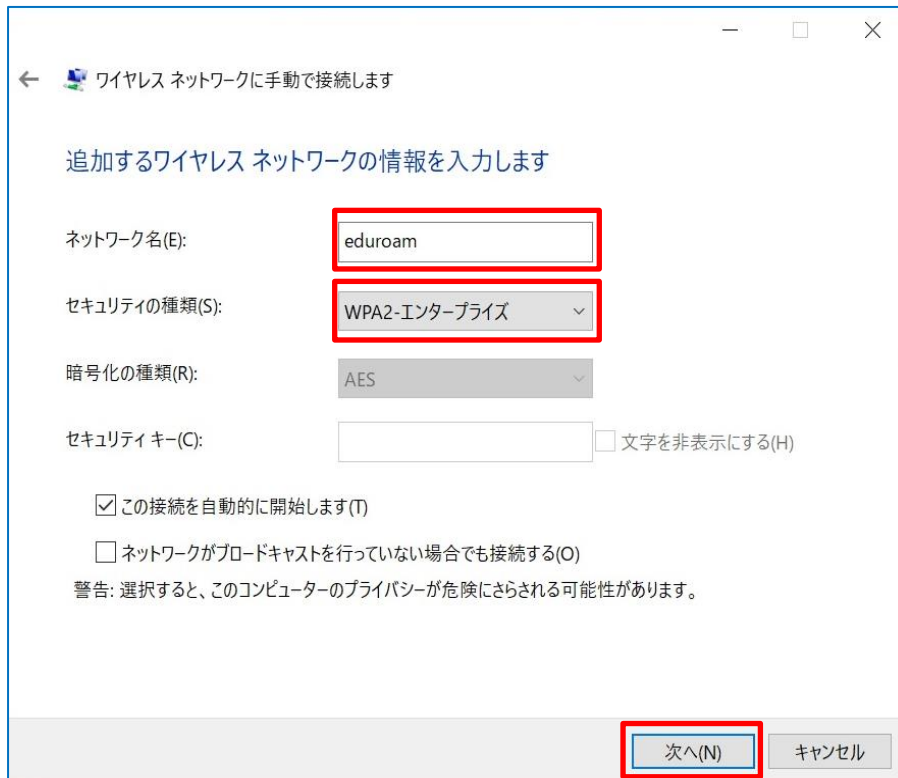 ワイヤレス ネットワークに手動で接続します
追加するワイヤレス ネットワークの情報を入力します
ネットワーク名(E):
eduroam
セキュリティの種類(S):
WPA2-エンタープライズ
暗号化の種類(R):
AES
セキュリティ キー(C):
文字を非表示にする(H)
この接続を自動的に開始します(T)
ネットワークがブロードキャストを行っていない場合でも接続する(O)
警告: 選択すると、このコンピューターのプライバシーが危険にさらされる可能性があります。
次へ(N)
キャンセル